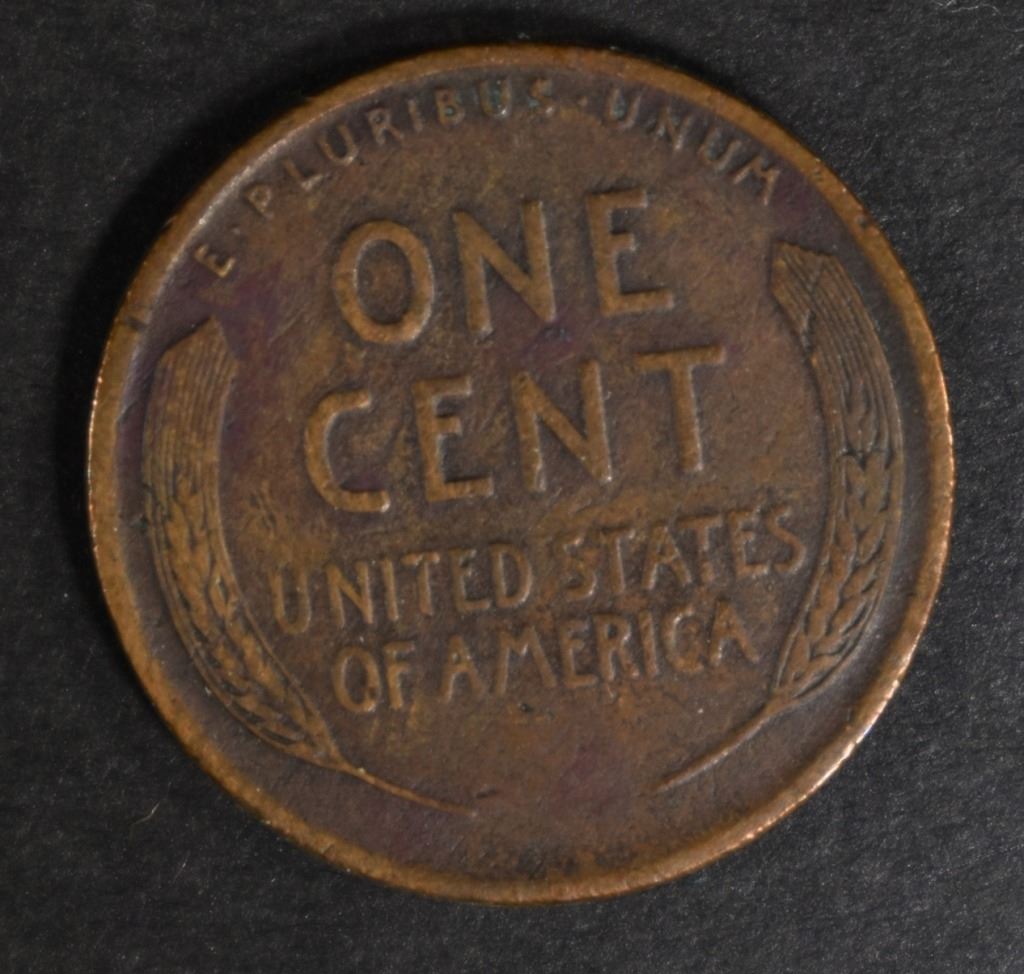 E·PLURIBUS·UNUM
ONE
CENT
UNITED STATES
OF AMERICA